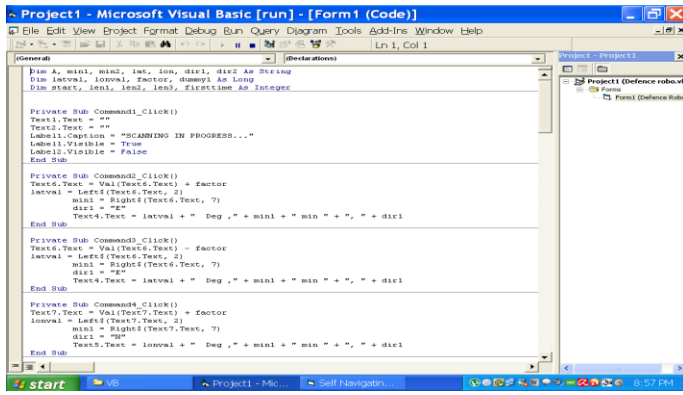 Project1 - Microsoft Visual Basic [run] - [Form1 (Code)]
File Edit View Project Format Debug Run Query Diagram Tools Add-Ins Window Help
Ln 1, Col 1
(General) (Declarations)
Project - Project1
Dim A, min1, min2, lat, lon, dir1, dir2 As String
Dim latval, lonval, factor, dummy1 As Long
Dim start, len1, len2, len3, firsttime As Integer
Private Sub Command1_Click()
Text1.Text = ""
Text2.Text = ""
Label1.Caption = "SCANNING IN PROGRESS..."
Label1.Visible = True
Label2.Visible = False
End Sub
Private Sub Command2_Click()
Text6.Text = Val(Text6.Text) + factor
latval = Left$(Text6.Text, 2)
min1 = Right$(Text6.Text, 7)
dir1 = "E"
Text4.Text = latval + " Deg ," + min1 + " min " + ", " + dir1
End Sub
Private Sub Command3_Click()
Text6.Text = Val(Text6.Text) - factor
latval = Left$(Text6.Text, 2)
min1 = Right$(Text6.Text, 7)
dir1 = "E"
Text4.Text = latval + " Deg ," + min1 + " min " + ", " + dir1
End Sub
Private Sub Command4_Click()
Text7.Text = Val(Text7.Text) + factor
lonval = Left$(Text7.Text, 2)
min1 = Right$(Text7.Text, 7)
dir1 = "N"
Text5.Text = lonval + " Deg ," + min1 + " min " + ", " + dir1
End Sub
Project1 (Defence robo.vb
Forms
Form1 (Defence Robo
start
VB
Project1 - Mic...
Self Navigatin...
8:57 PM